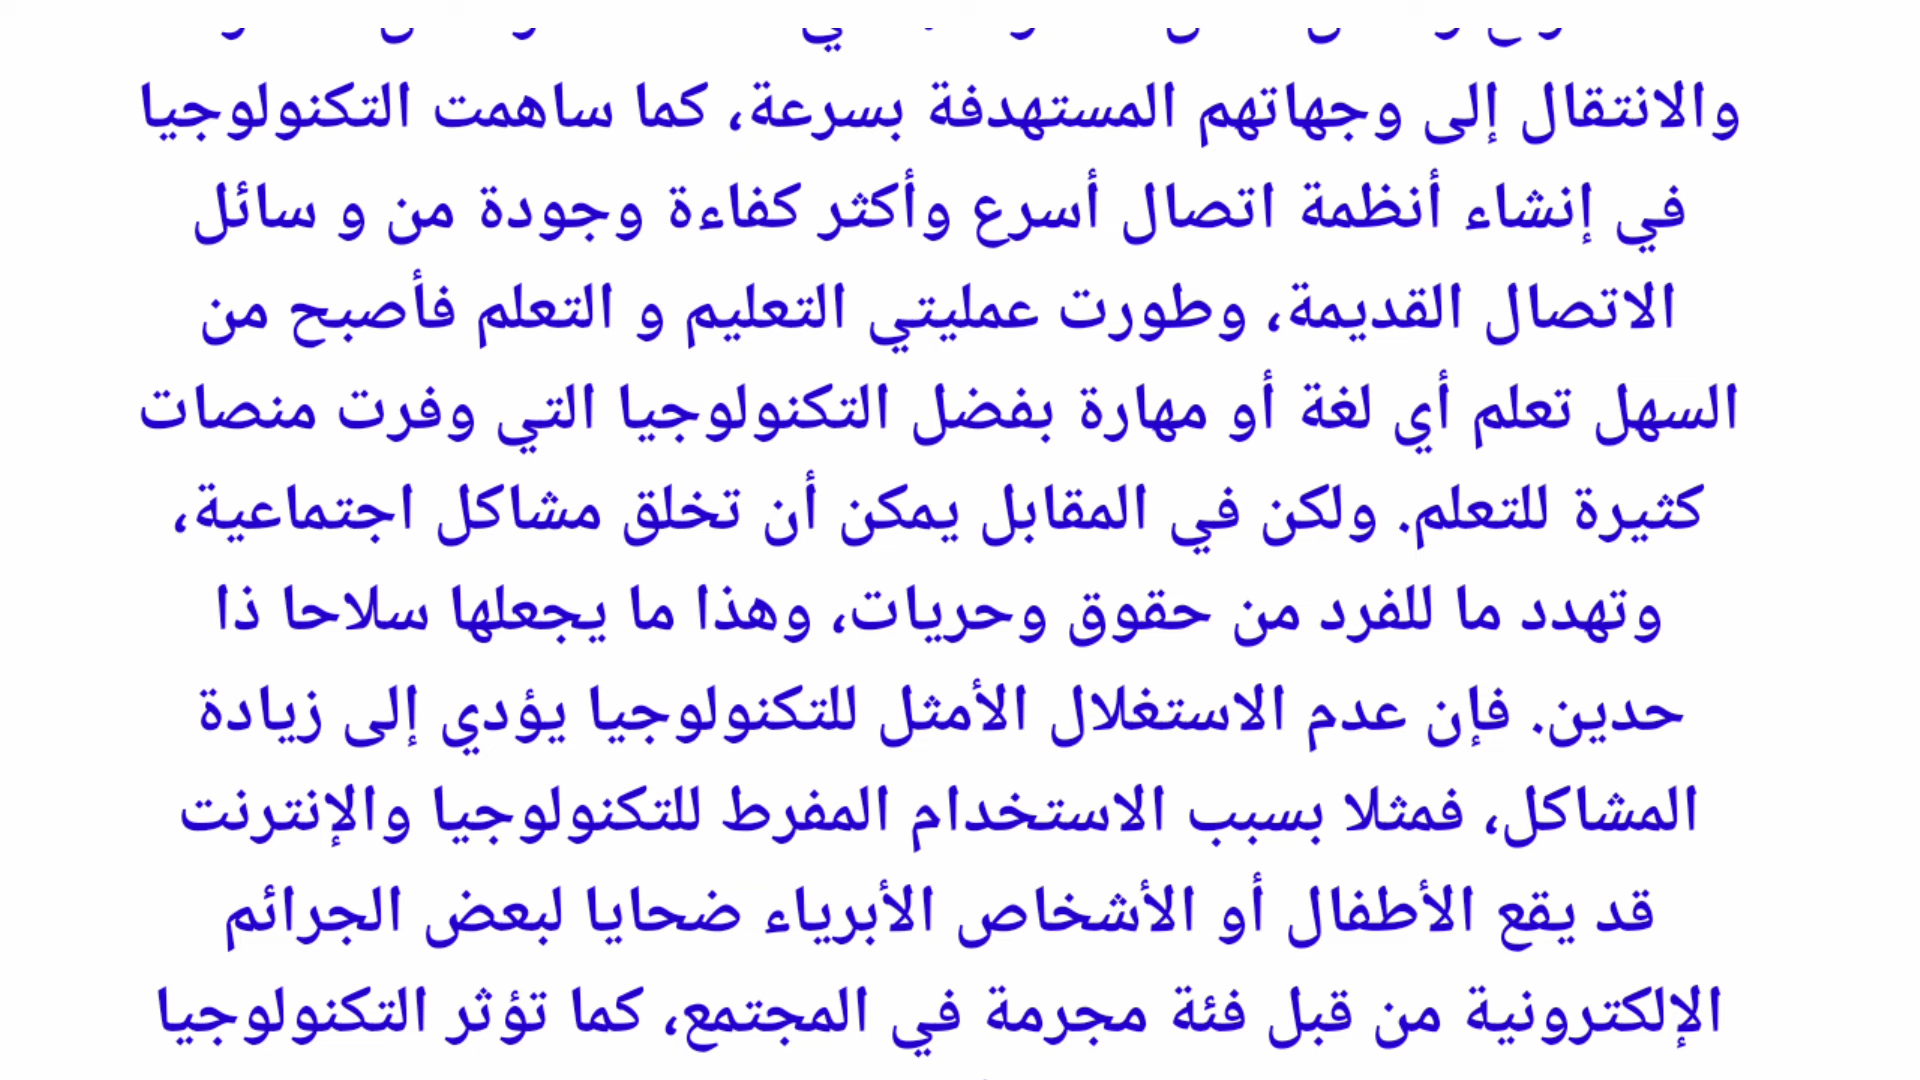 والانتقال إلى وجهاتهم المستهدفة بسرعة، كما ساهمت التكنولوجيا
في إنشاء أنظمة اتصال أسرع وأكثر كفاءة وجودة من و سائل
الاتصال القديمة، وطورت عمليتي التعليم و التعلم فأصبح من
السهل تعلم أي لغة أو مهارة بفضل التكنولوجيا التي وفرت منصات
كثيرة للتعلم. ولكن في المقابل يمكن أن تخلق مشاكل اجتماعية،
وتهدد ما للفرد من حقوق وحريات، وهذا ما يجعلها سلاحا ذا
حدين. فإن عدم الاستغلال الأمثل للتكنولوجيا يؤدي إلى زيادة
المشاكل، فمثلا بسبب الاستخدام المفرط للتكنولوجيا والإنترنت
قد يقع الأطفال أو الأشخاص الأبرياء ضحايا لبعض الجرائم
الإلكترونية من قبل فئة مجرمة في المجتمع، كما تؤثر التكنولوجيا